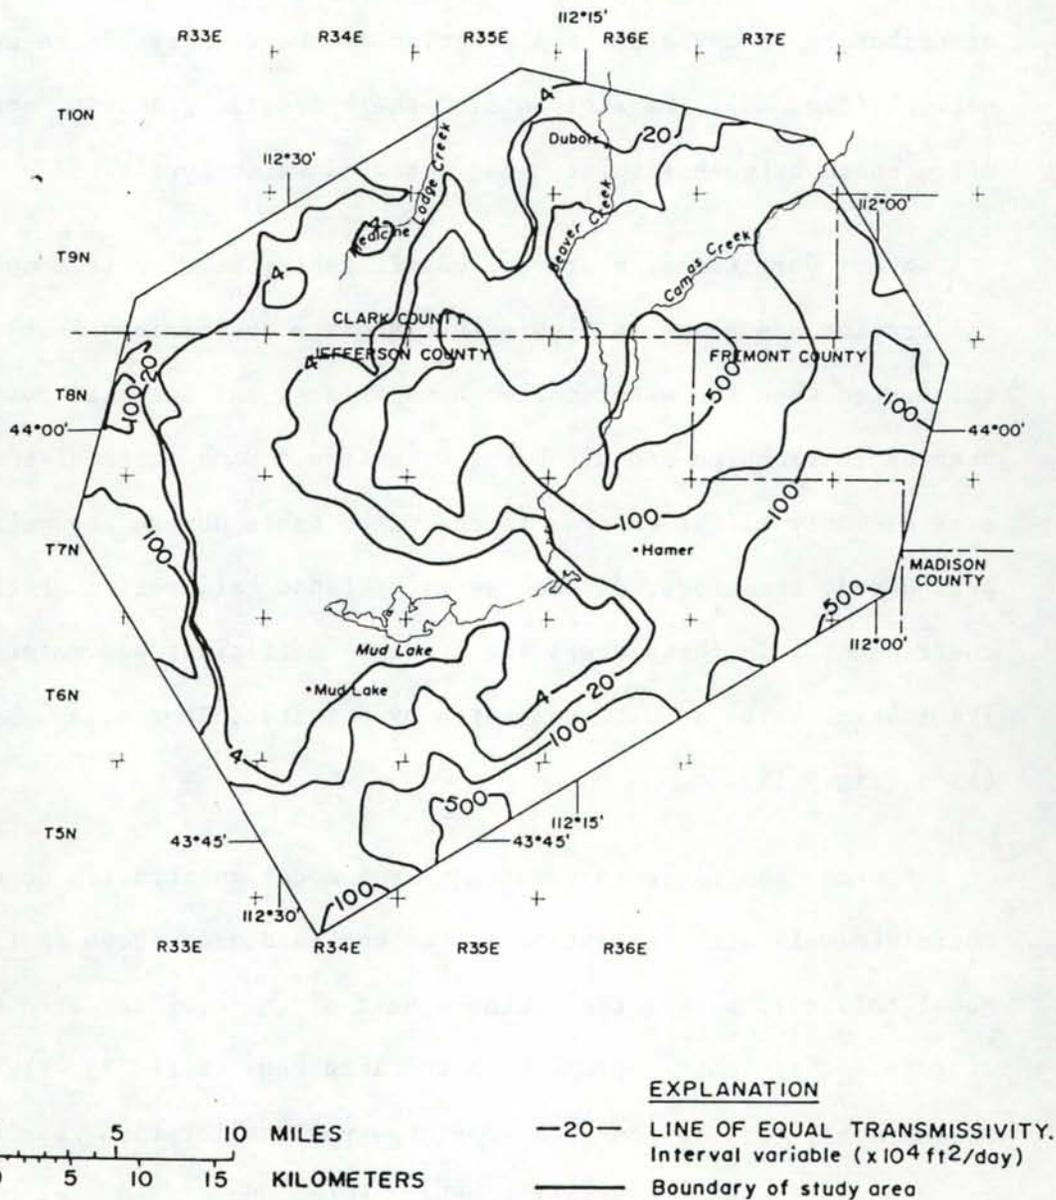 112°15'
R33E R34E R35E R36E R37E
T10N
4
20
Dubois
112°30'
Medicine Lodge Creek
Beaver Creek
112°00'
4
T9N
Camas Creek
4
CLARK COUNTY
JEFFERSON COUNTY
FREMONT COUNTY
4
20
500
T8N
100
100
44°00'
44°00'
100
100
Hamer
T7N
100
MADISON
COUNTY
500
112°00'
Mud Lake
T6N
Mud Lake
4
20
100
4
500
112°15'
T5N
43°45'
43°45'
100
112°30'
R33E R34E R35E R36E
EXPLANATION
20 LINE OF EQUAL TRANSMISSIVITY.
Interval variable (x10⁴ft²/day)
Boundary of study area
5 10 MILES
0 5 10 15 KILOMETERS